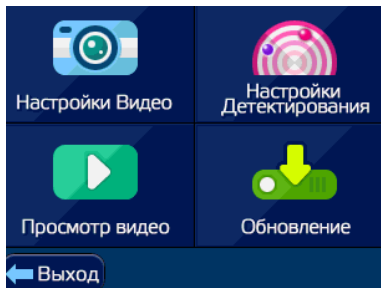 Настройки Видео
Настройки
Детектирования
Просмотр видео
Обновление
Выход